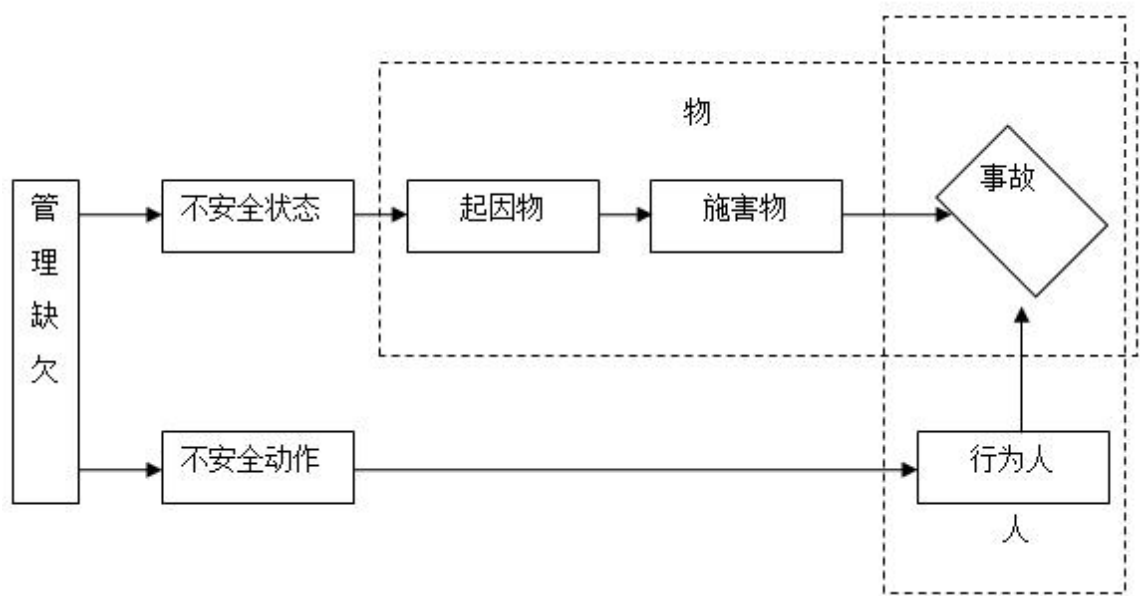 物
管
理
缺
欠
不安全状态
起因物
施害物
事故
不安全动作
行为人
人